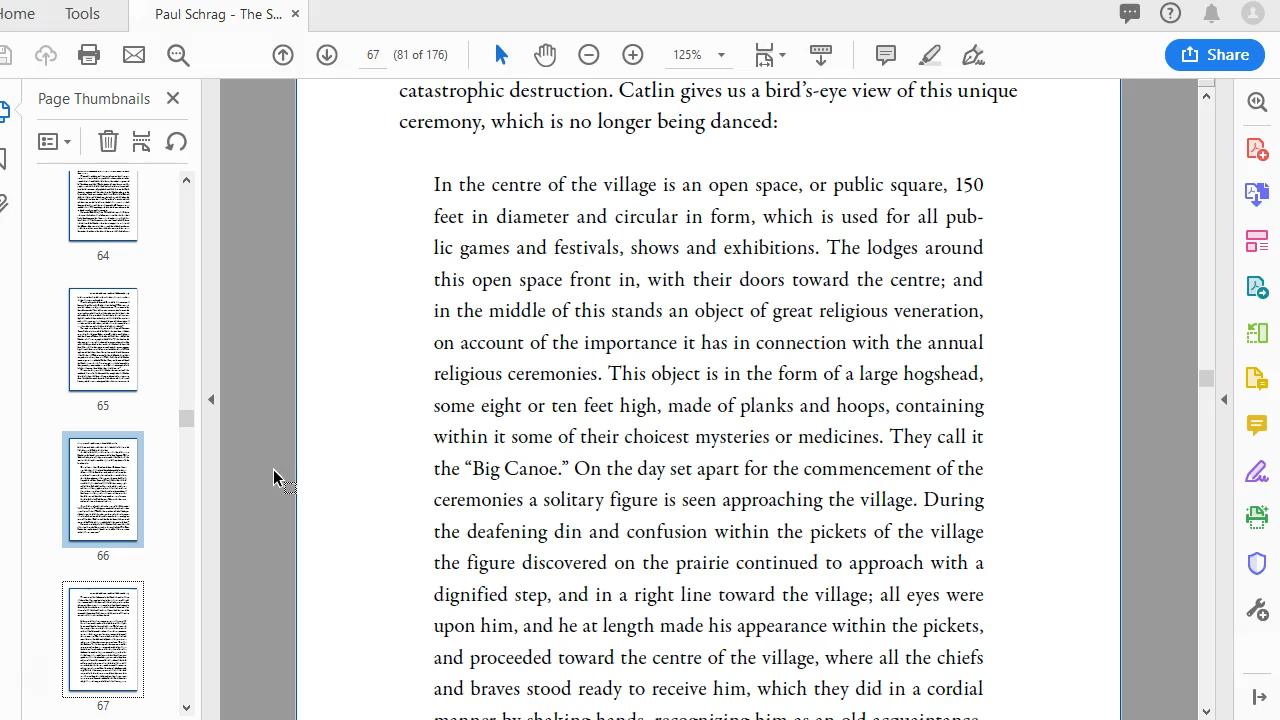 Home
Tools
Paul Schrag - The S...
67
(81 of 176)
125%
Share
Page Thumbnails
64
65
66
67
catastrophic destruction. Catlin gives us a bird’s-eye view of this unique
ceremony, which is no longer being danced:
In the centre of the village is an open space, or public square, 150
feet in diameter and circular in form, which is used for all pub-
lic games and festivals, shows and exhibitions. The lodges around
this open space front in, with their doors toward the centre; and
in the middle of this stands an object of great religious veneration,
on account of the importance it has in connection with the annual
religious ceremonies. This object is in the form of a large hogshead,
some eight or ten feet high, made of planks and hoops, containing
within it some of their choicest mysteries or medicines. They call it
the “Big Canoe.” On the day set apart for the commencement of the
ceremonies a solitary figure is seen approaching the village. During
the deafening din and confusion within the pickets of the village
the figure discovered on the prairie continued to approach with a
dignified step, and in a right line toward the village; all eyes were
upon him, and he at length made his appearance within the pickets,
and proceeded toward the centre of the village, where all the chiefs
and braves stood ready to receive him, which they did in a cordial
manner by shaking hands, recognizing him as an old acquaintance,